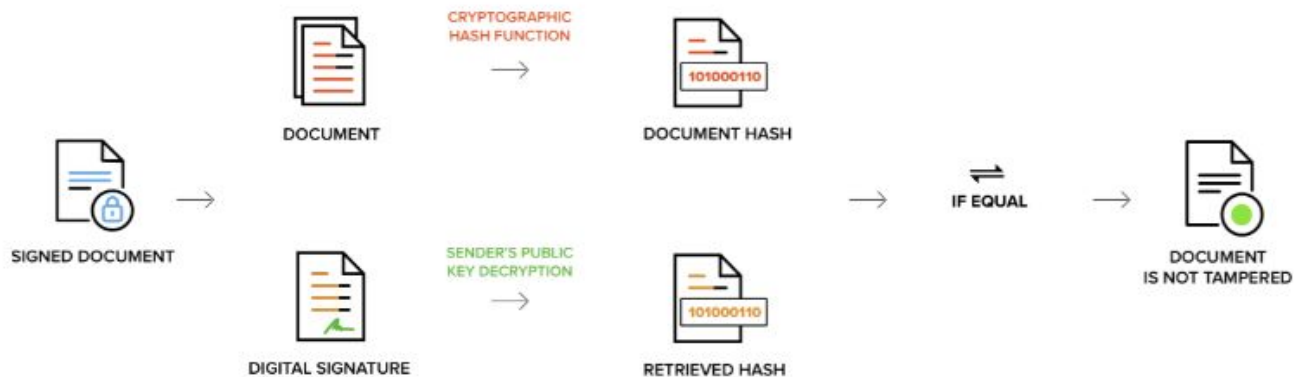 CRYPTOGRAPHIC
HASH FUNCTION
101000110
DOCUMENT
DOCUMENT HASH
IF EQUAL
SIGNED DOCUMENT
SENDER'S PUBLIC
KEY DECRYPTION
DOCUMENT
IS NOT TAMPERED
101000110
DIGITAL SIGNATURE
RETRIEVED HASH